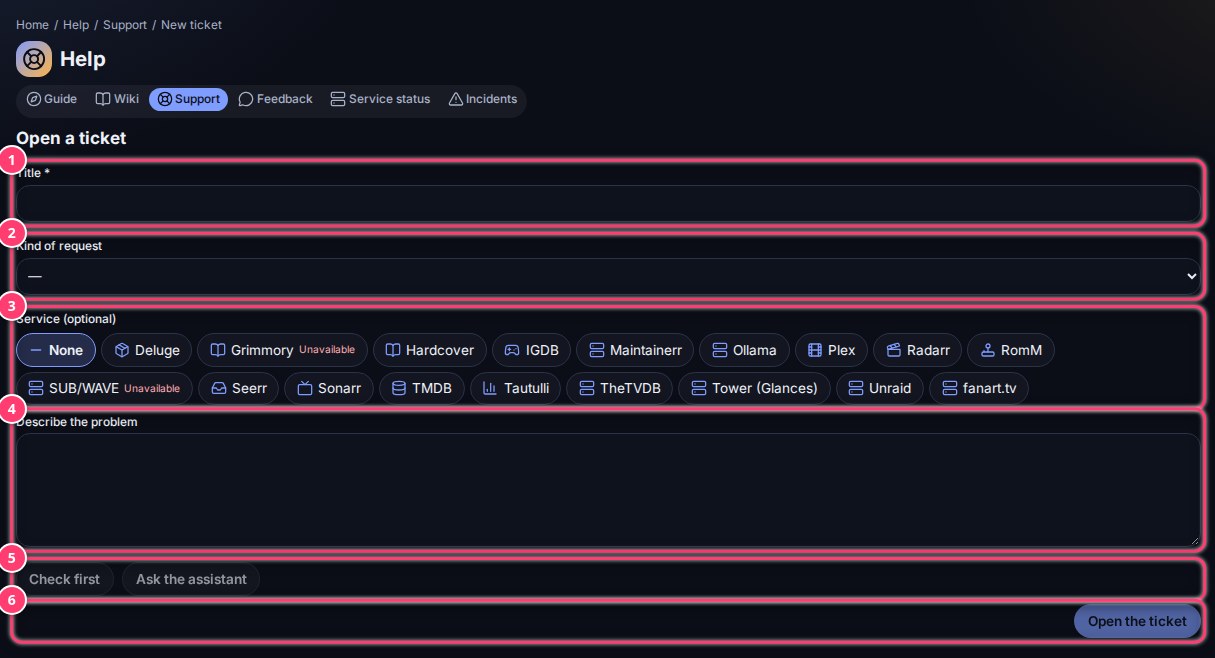 Home / Help / Support / New ticket
Help
Guide Wiki Support Feedback Service status Incidents
Open a ticket
1
Title *
2
Kind of request
—
3
Service (optional)
— None Deluge Grimmory Unavailable Hardcover IGDB Maintainerr Ollama Plex Radarr RomM
SUB/WAVE Unavailable Seerr Sonarr TMDB Tautulli TheTVDB Tower (Glances) Unraid fanart.tv
4
Describe the problem
5
Check first Ask the assistant
6
Open the ticket